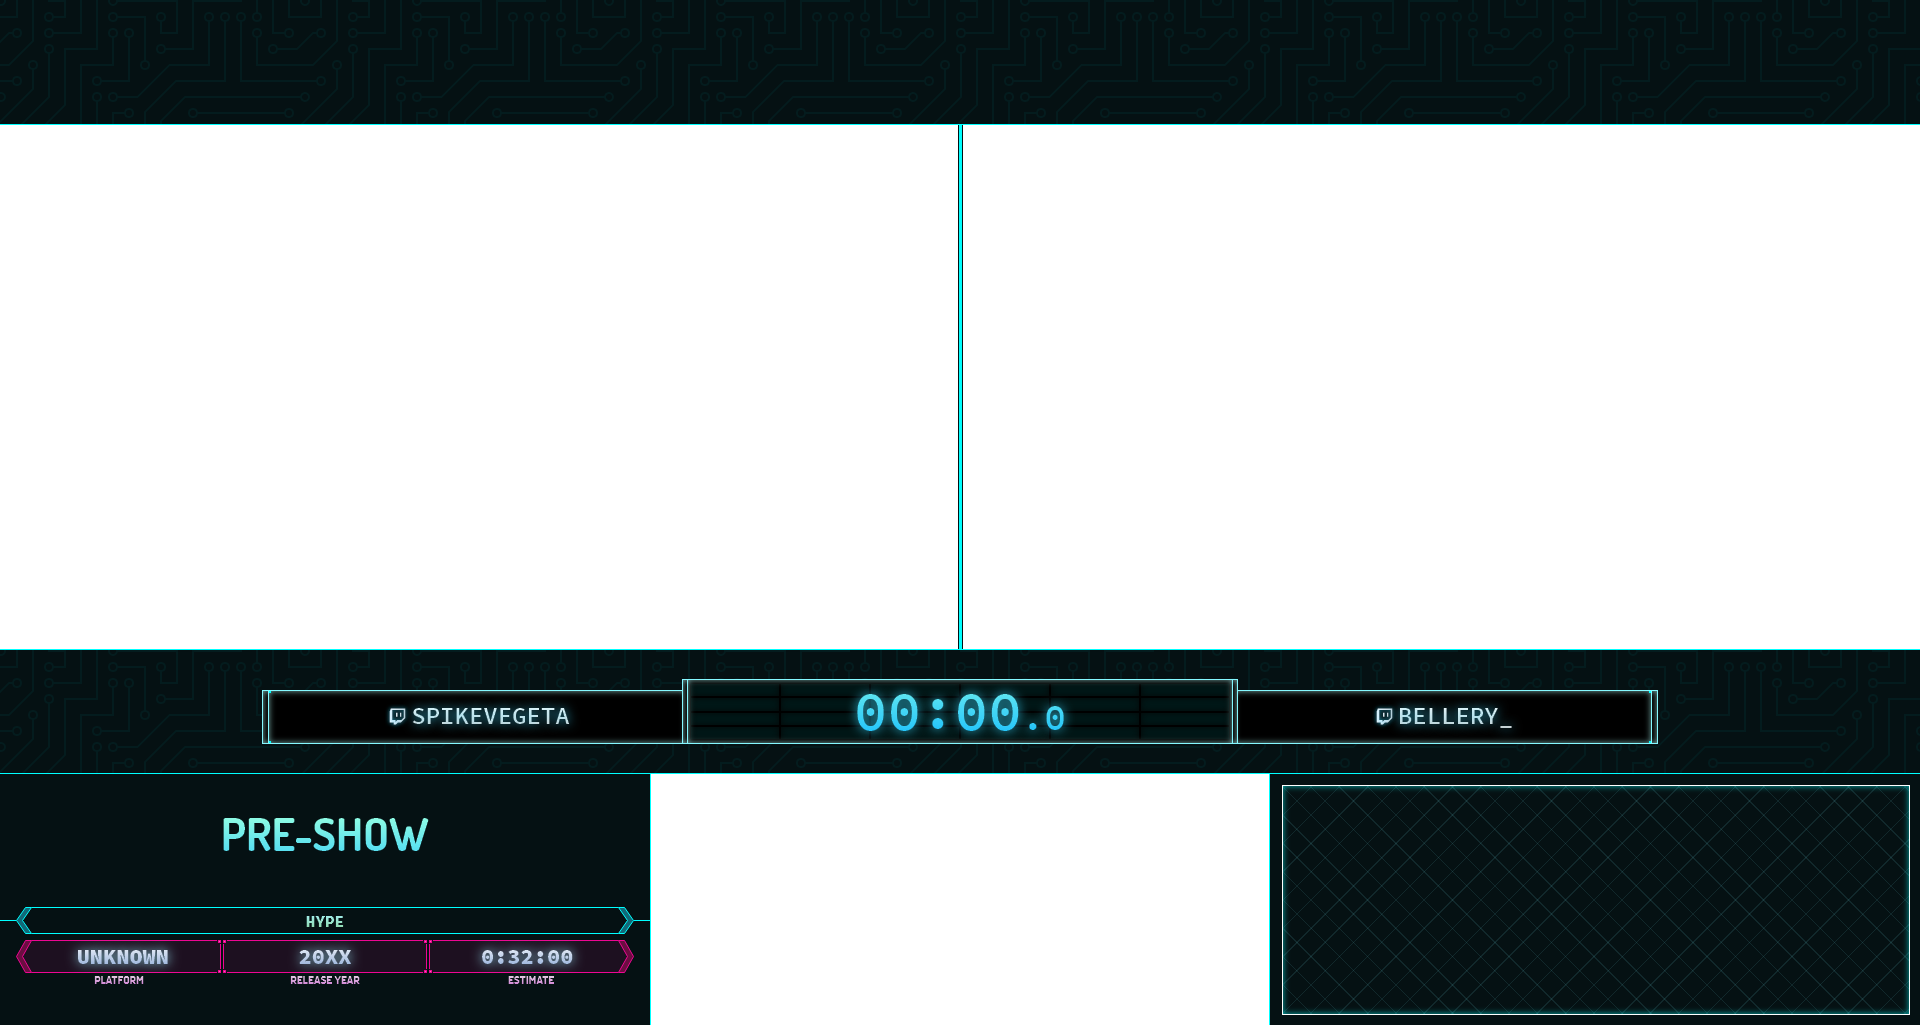 SPIKEVEGETA
00:00.0
BELLERY_
PRE-SHOW
HYPE
UNKNOWN 20XX 0:32:00
PLATFORM RELEASE YEAR ESTIMATE